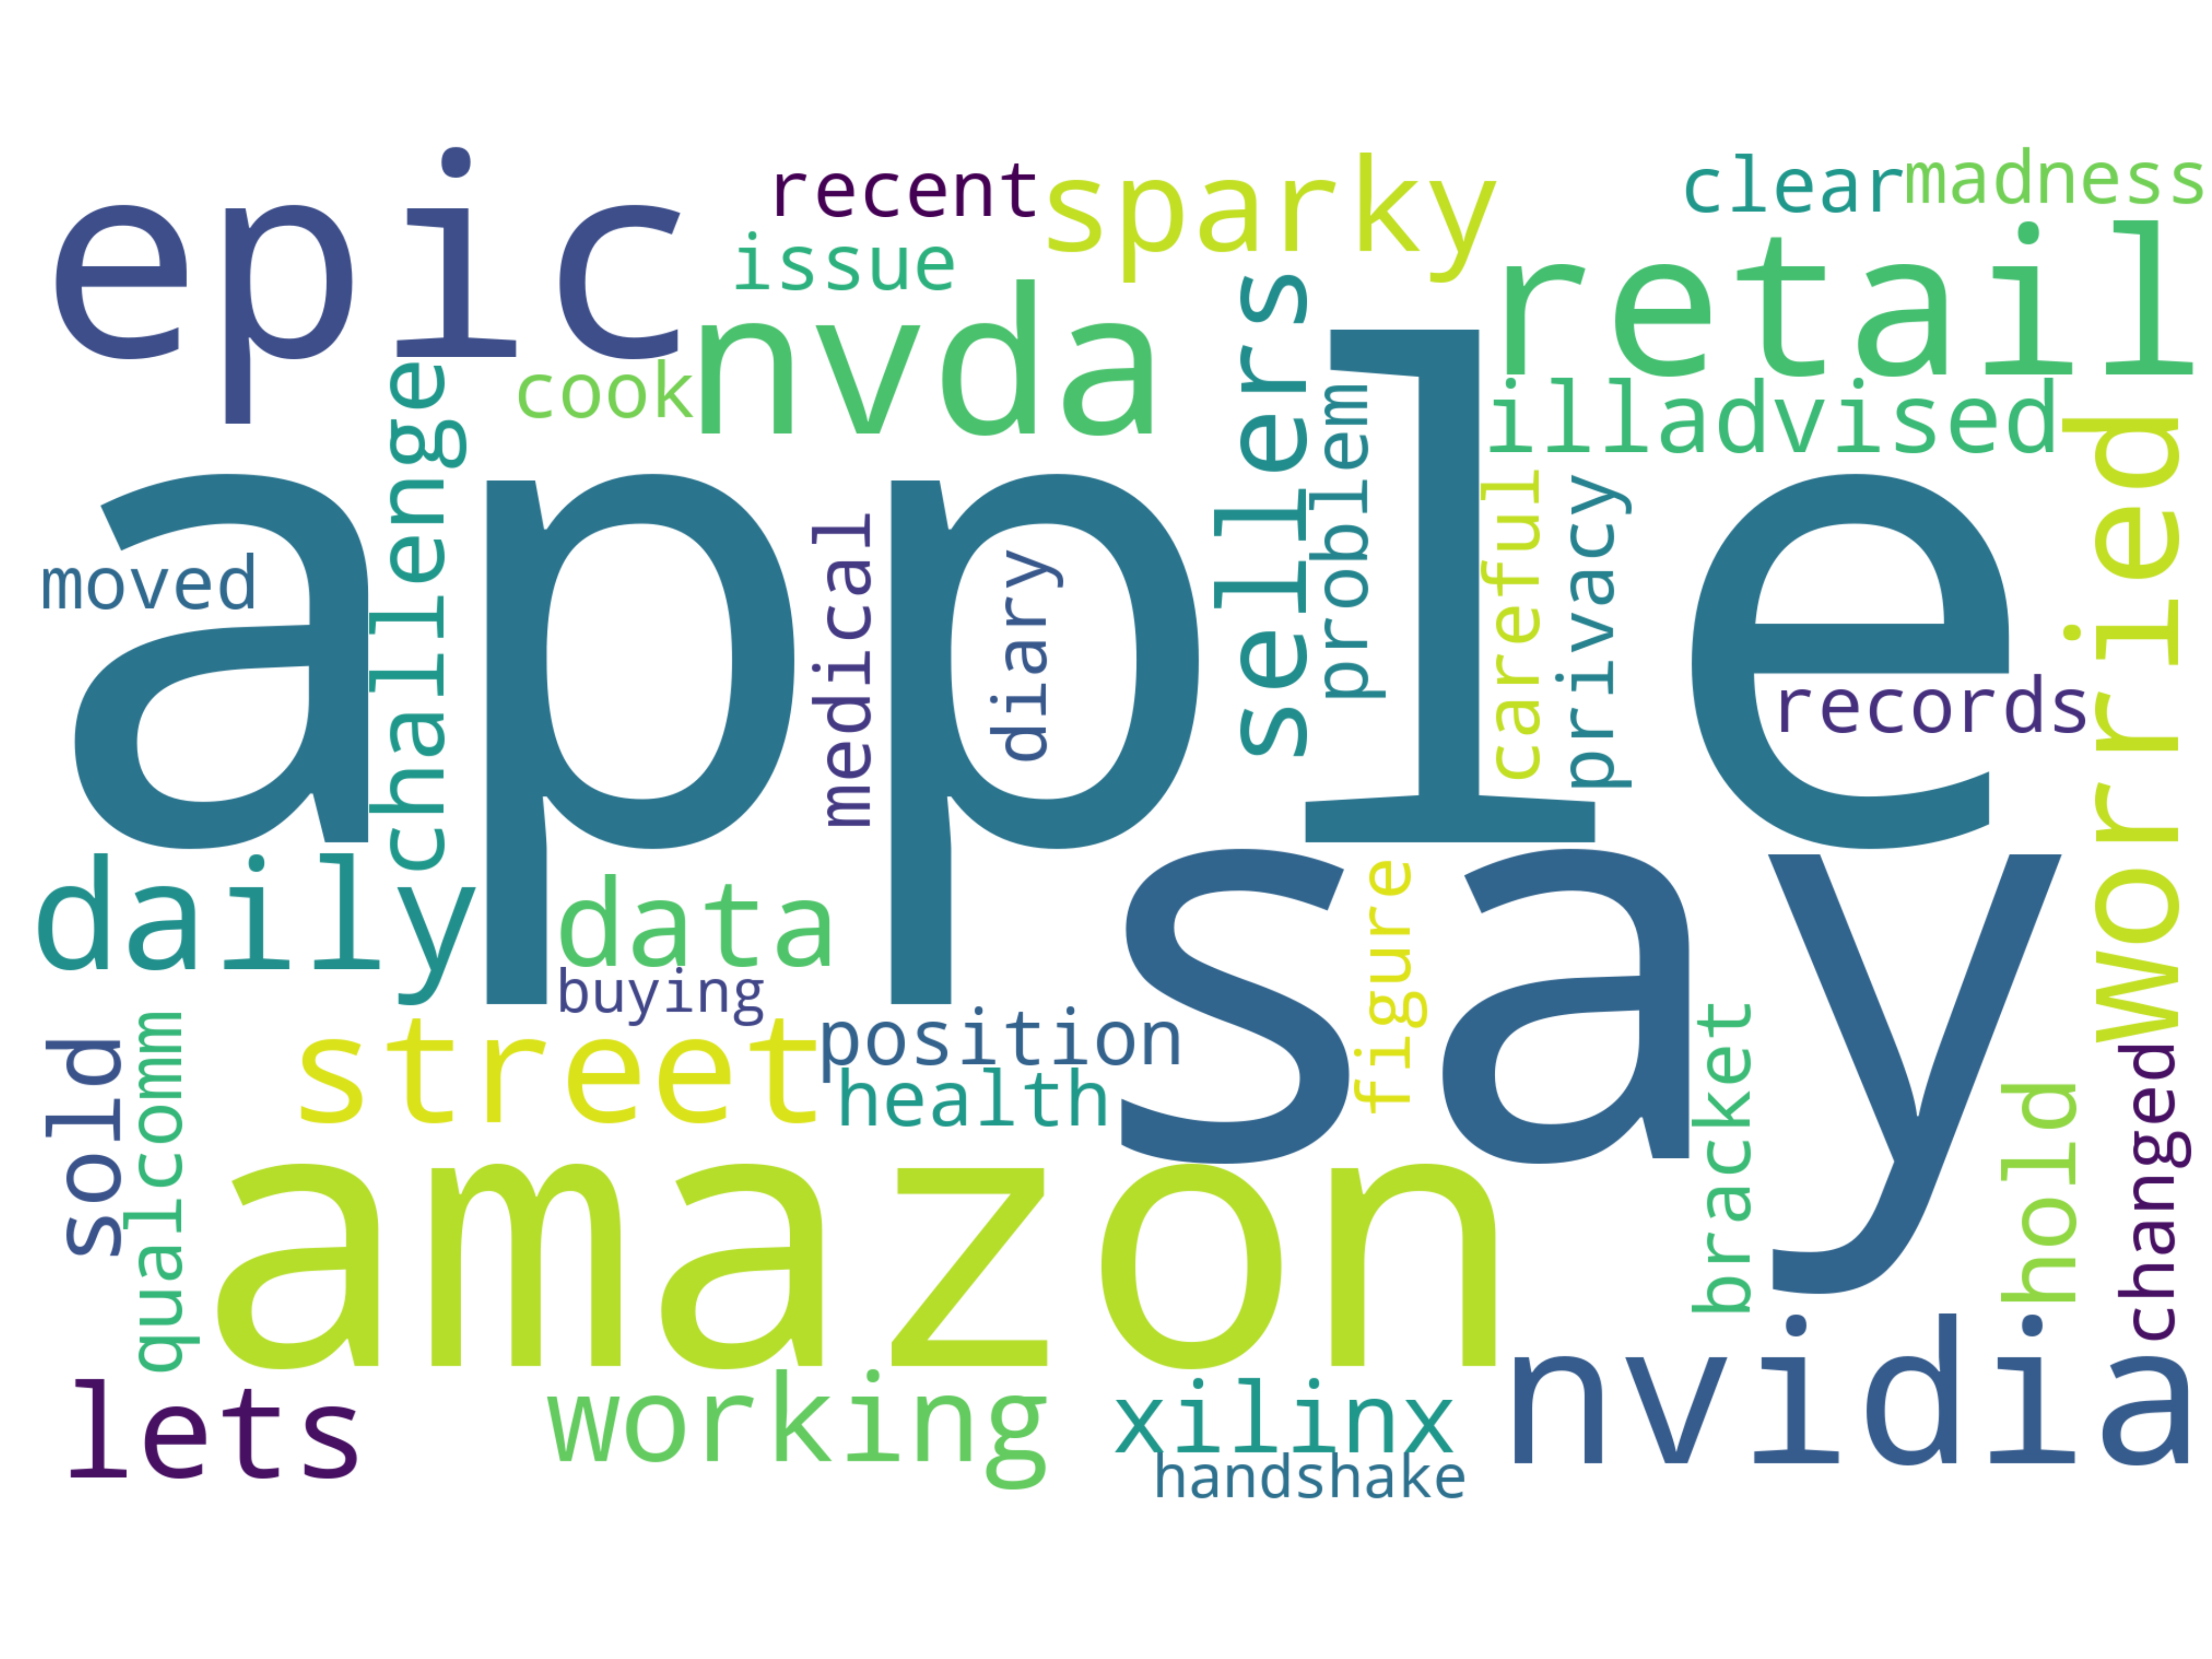 epic
recent
sparky
clear
madness
issue
retail
nvda
cook
sellers
illadvised
challenge
problem
careful
privacy
worried
apple
moved
medical
diary
records
daily
data
say
figure
buying
street
position
health
sold
qualcomm
bracket
hold
changed
amazon
nvidia
lets
working
xilinx
handshake